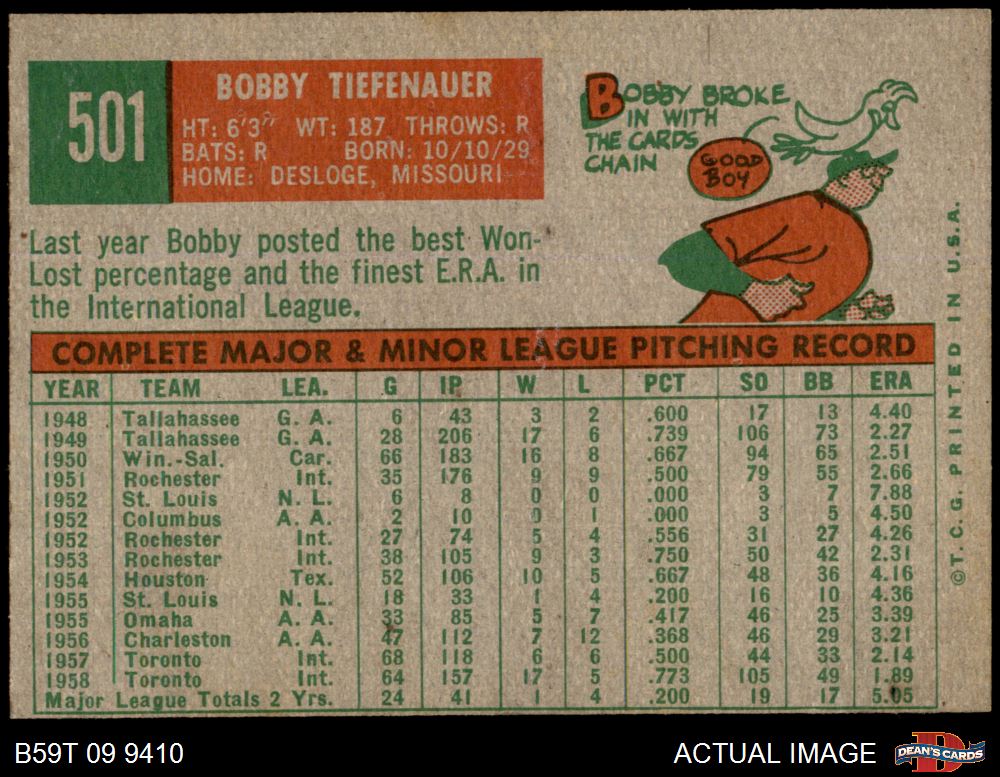 501
BOBBY TIEFENAUER
HT: 6'3" WT: 187 THROWS: R
BATS: R BORN: 10/10/29
HOME: DESLOGE, MISSOURI
BOBBY BROKE
IN WITH
THE CARDS
CHAIN
GOOD
BOY
Last year Bobby posted the best Won-
Lost percentage and the finest E.R.A. in
the International League.
COMPLETE MAJOR & MINOR LEAGUE PITCHING RECORD
YEAR TEAM LEA. G IP W L PCT SO BB ERA
1948 Tallahassee G. A. 6 43 3 2 .600 17 13 4.40
1949 Tallahassee G. A. 28 206 17 6 .739 106 73 2.27
1950 Win.-Sal. Car. 66 183 16 8 .667 94 65 2.51
1951 Rochester Int. 35 176 9 9 .500 79 55 2.66
1952 St. Louis N. L. 6 8 0 0 .000 3 7 7.88
1952 Columbus A. A. 2 10 0 1 .000 3 5 4.50
1952 Rochester Int. 27 74 5 4 .556 31 27 4.26
1953 Rochester Int. 38 105 9 3 .750 50 42 2.31
1954 Houston Tex. 52 106 10 5 .667 48 36 4.16
1955 St. Louis N. L. 18 33 1 4 .200 16 10 4.36
1955 Omaha A. A. 33 85 5 7 .417 46 25 3.39
1956 Charleston A. A. 47 112 7 12 .368 46 29 3.21
1957 Toronto Int. 68 118 6 6 .500 44 33 2.14
1958 Toronto Int. 64 157 17 5 .773 105 49 1.89
Major League Totals 2 Yrs. 24 41 1 4 .200 19 17 5.05
©T. C. G. PRINTED IN U.S.A.
B59T 09 9410
ACTUAL IMAGE
DEAN'S CARDS